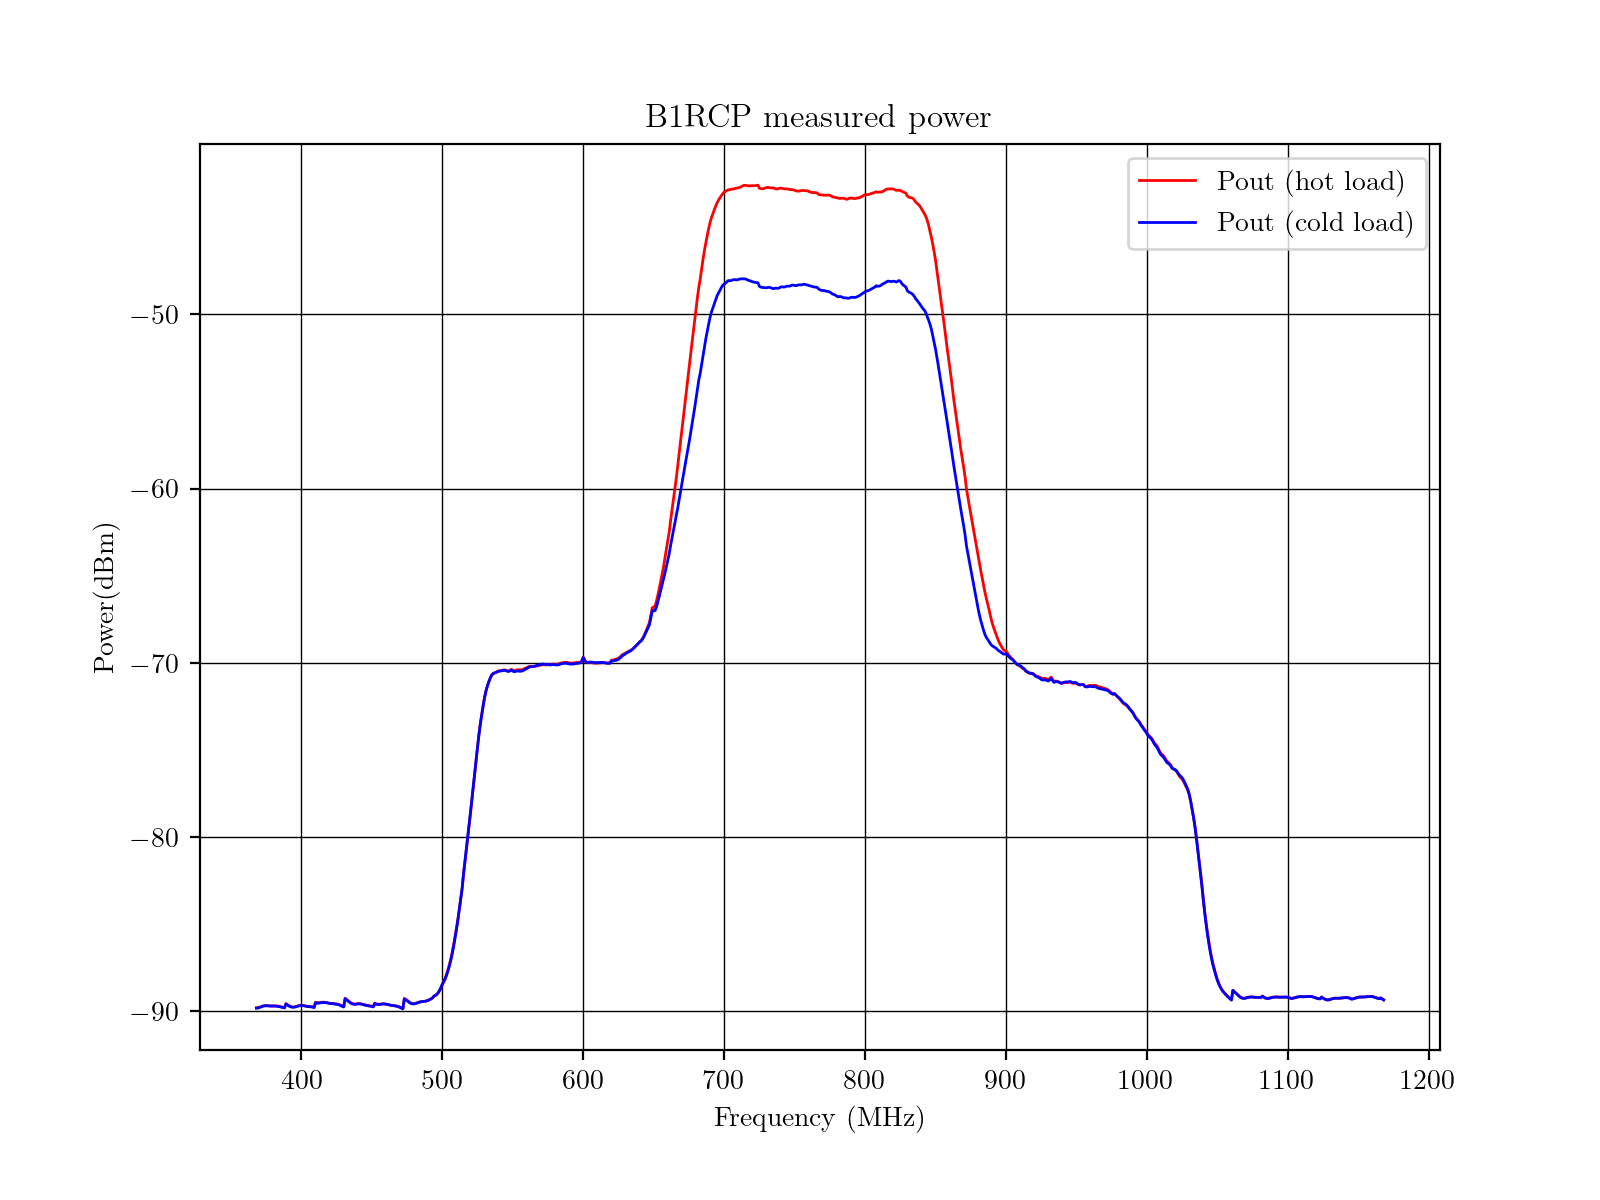 B1RCP measured power
Pout (hot load)
Pout (cold load)
Power(dBm)
−50
−60
−70
−80
−90
400 500 600 700 800 900 1000 1100 1200
Frequency (MHz)